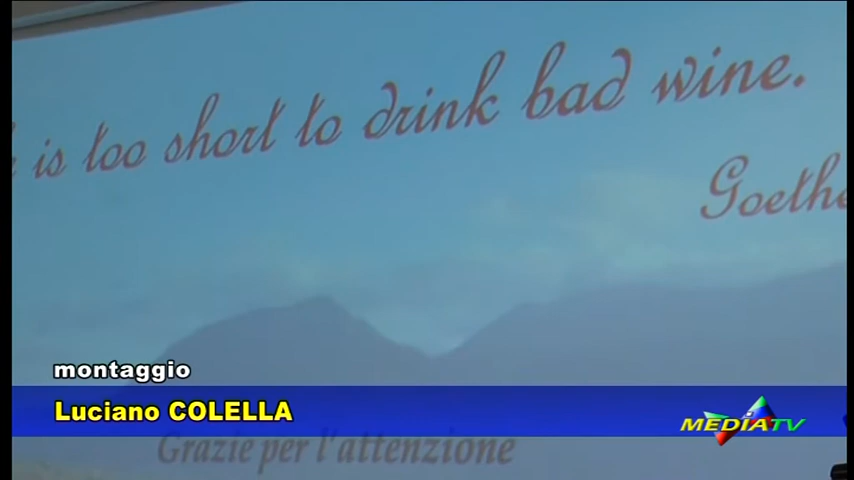 is too short to drink bad wine.
Goethe
montaggio
Luciano COLELLA
MEDIATV
Grazie per l'attenzione